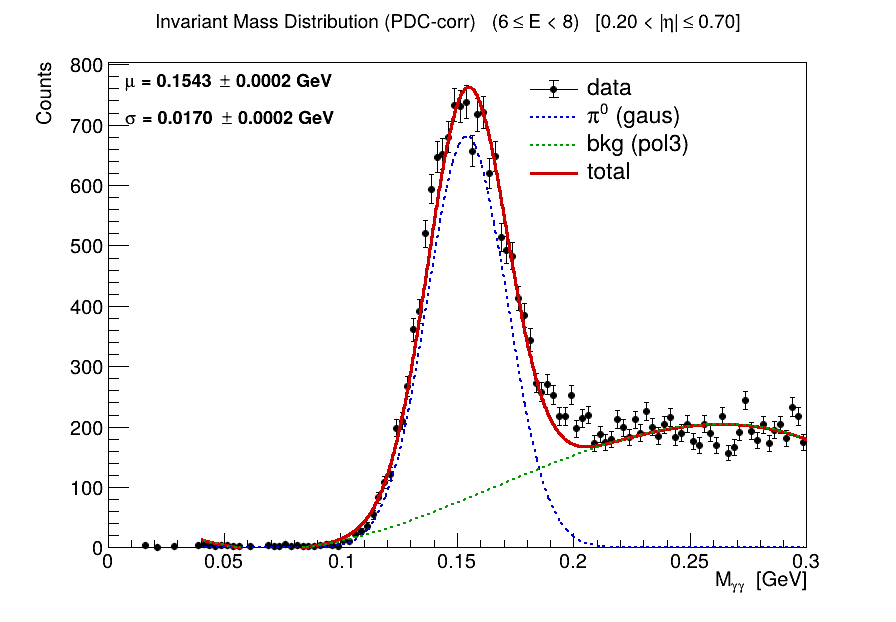 Invariant Mass Distribution (PDC-corr) (6 ≤ E < 8) [0.20 < |η| ≤ 0.70]
μ = 0.1543 ± 0.0002 GeV
σ = 0.0170 ± 0.0002 GeV
data
π⁰ (gaus)
bkg (pol3)
total
Counts
800
700
600
500
400
300
200
100
0
0 0.05 0.1 0.15 0.2 0.25 0.3
M_γγ [GeV]